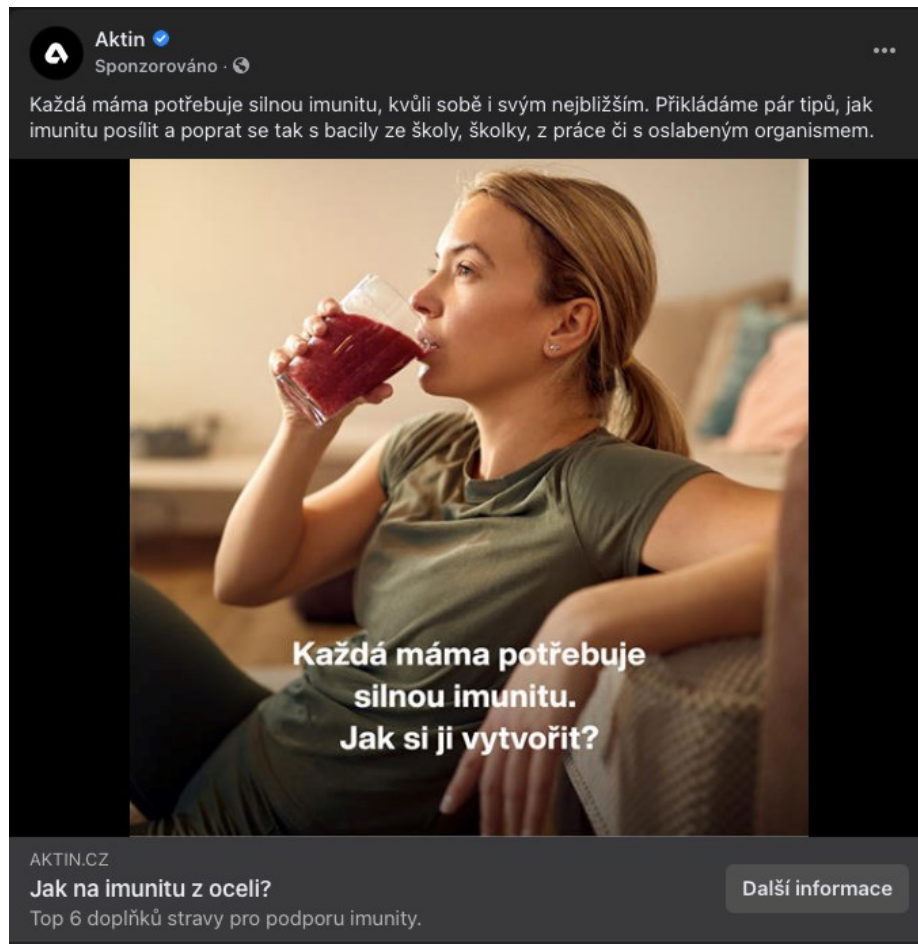 Aktin
Sponzorováno ·
Každá máma potřebuje silnou imunitu, kvůli sobě i svým nejbližším. Přikládáme pár tipů, jak
imunitu posílit a poprat se tak s bacily ze školy, školky, z práce či s oslabeným organismem.
Každá máma potřebuje
silnou imunitu.
Jak si ji vytvořit?
AKTIN.CZ
Jak na imunitu z oceli?
Další informace
Top 6 doplňků stravy pro podporu imunity.